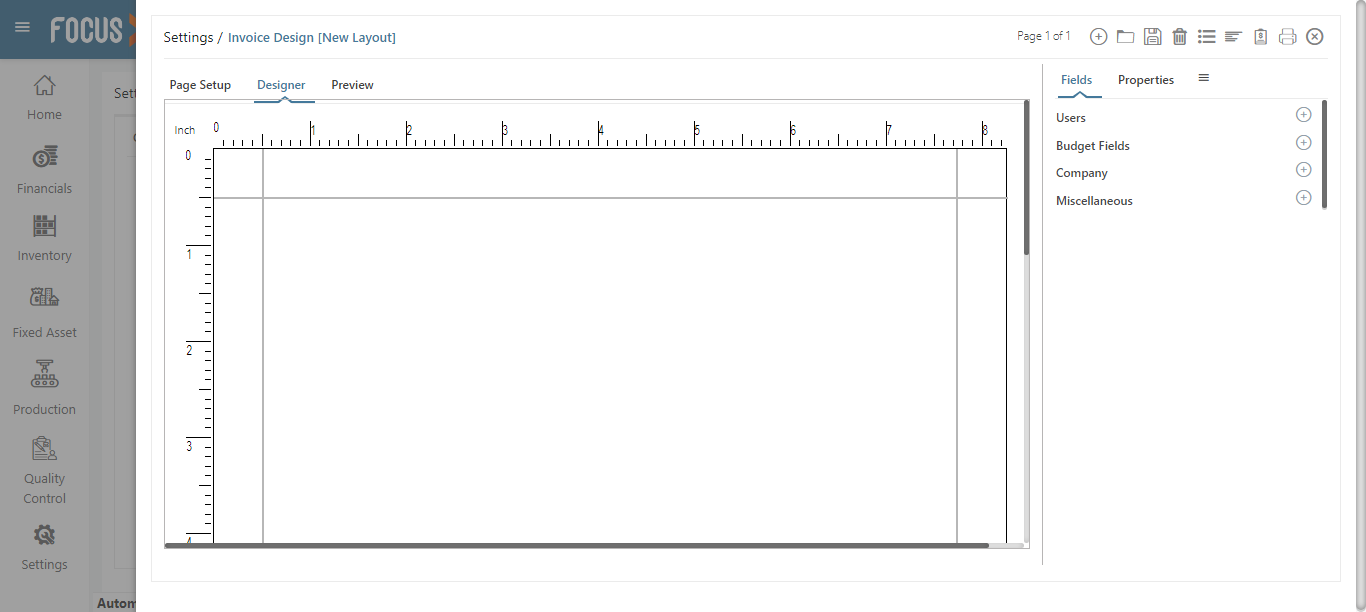 FOCUS
Settings / Invoice Design [New Layout]
Page 1 of 1
Home
Financials
Inventory
Fixed Asset
Production
Quality
Control
Settings
Sett
Autom
Page Setup Designer Preview
Inch 0 1 2 3 4 5 6 7 8
0
1
2
3
4
Fields Properties
Users
Budget Fields
Company
Miscellaneous